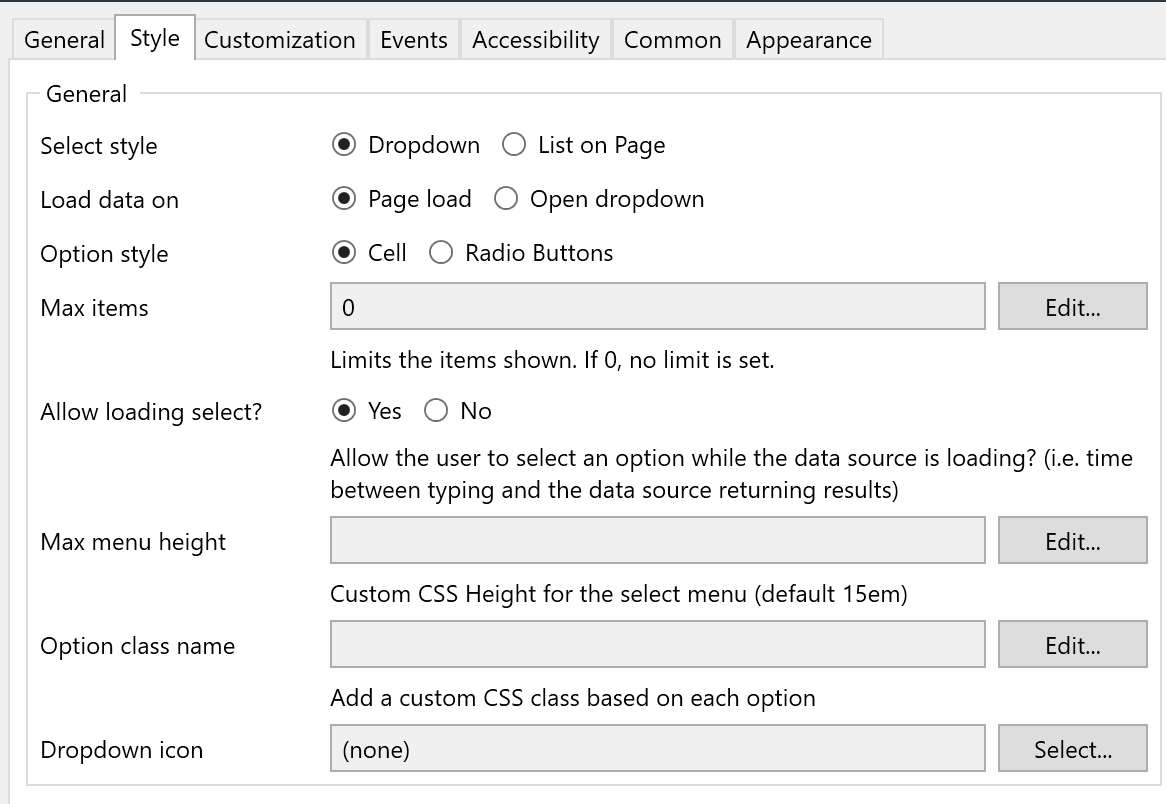 General Style Customization Events Accessibility Common Appearance
General
Select style Dropdown List on Page
Load data on Page load Open dropdown
Option style Cell Radio Buttons
Max items 0 Edit...
Limits the items shown. If 0, no limit is set.
Allow loading select? Yes No
Allow the user to select an option while the data source is loading? (i.e. time
between typing and the data source returning results)
Max menu height Edit...
Custom CSS Height for the select menu (default 15em)
Option class name Edit...
Add a custom CSS class based on each option
Dropdown icon (none) Select...